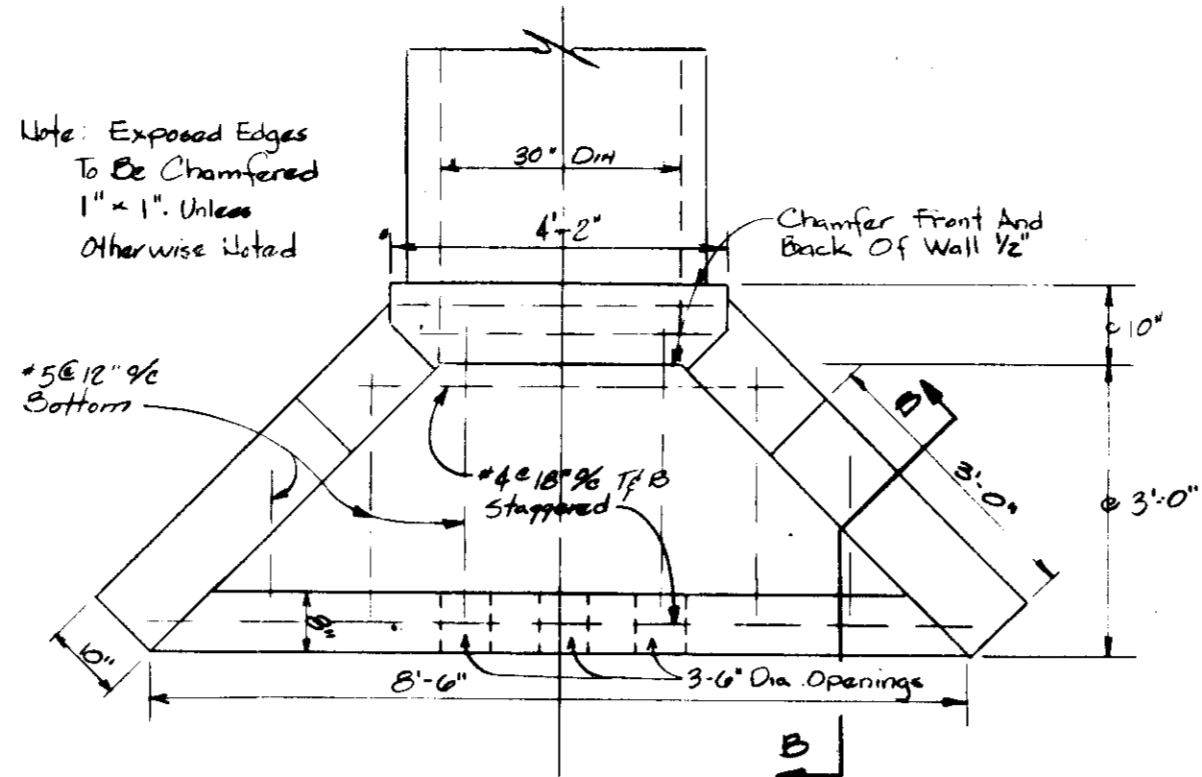 Note: Exposed Edges
To Be Chamfered
1" x 1". Unless
Otherwise Noted
30" DIA
4'-2"
Chamfer Front And
Back Of Wall 1/2"
10"
#5 @ 12" o/c
Bottom
B
3'-0"
#4 @ 18" o/c T & B
Staggered
3'-0"
8"
10"
8'-6"
3-6" Dia. Openings
B